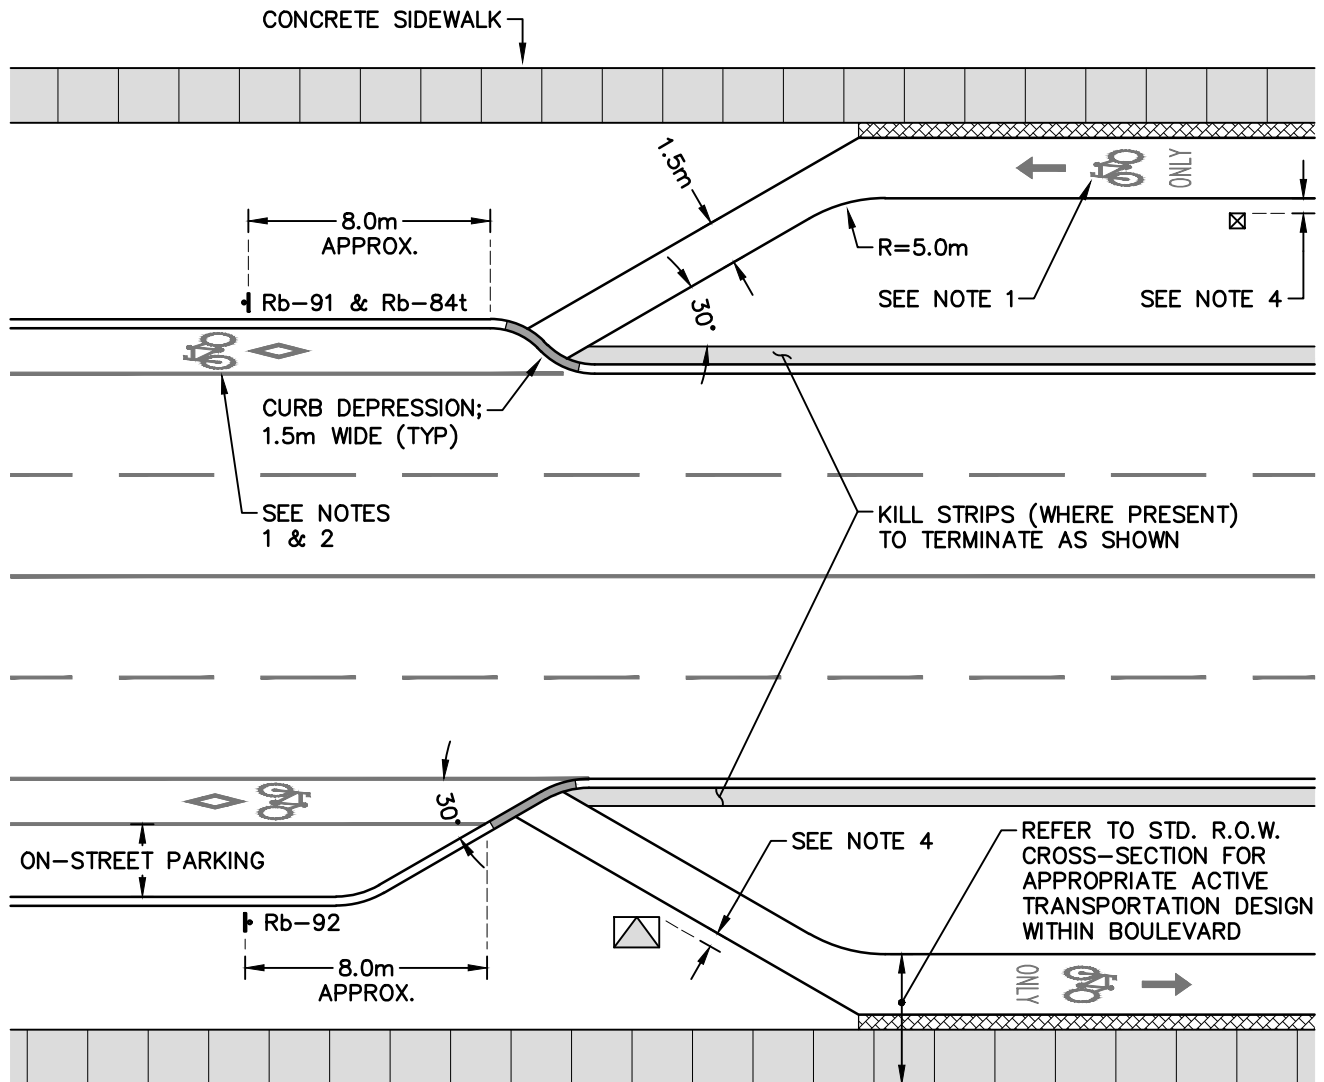 CONCRETE SIDEWALK
1.5m
ONLY
8.0m
APPROX.
R=5.0m
Rb-91 & Rb-84t
30°
SEE NOTE 1
SEE NOTE 4
CURB DEPRESSION;
1.5m WIDE (TYP)
SEE NOTES
1 & 2
KILL STRIPS (WHERE PRESENT)
TO TERMINATE AS SHOWN
30°
ON-STREET PARKING
SEE NOTE 4
REFER TO STD. R.O.W.
CROSS-SECTION FOR
APPROPRIATE ACTIVE
TRANSPORTATION DESIGN
WITHIN BOULEVARD
Rb-92
8.0m
APPROX.
ONLY